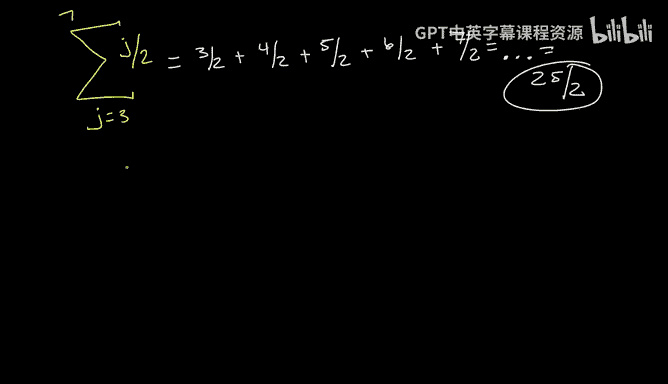 GPT中英字幕课程资源 bilibili
7
∑ j/2 = 3/2 + 4/2 + 5/2 + 6/2 + 7/2 = ... =
25/2
j=3